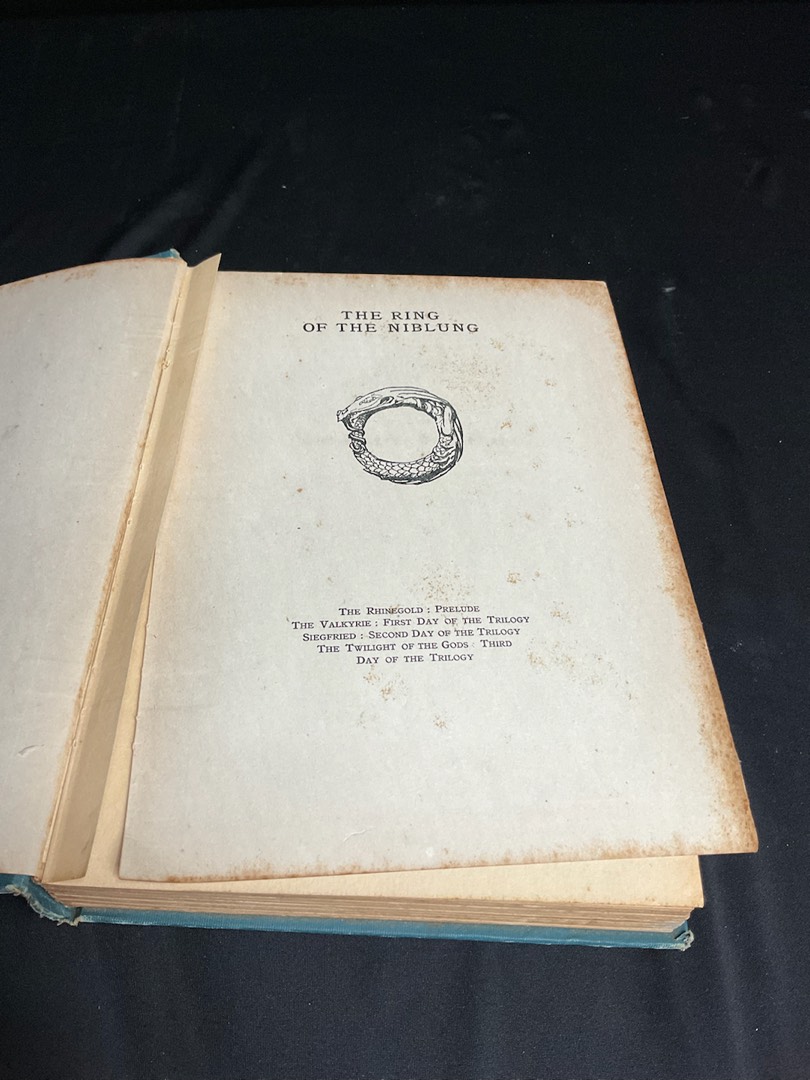 THE RING
OF THE NIBLUNG
THE RHINEGOLD : PRELUDE
THE VALKYRIE : FIRST DAY OF THE TRILOGY
SIEGFRIED : SECOND DAY OF THE TRILOGY
THE TWILIGHT OF THE GODS : THIRD
DAY OF THE TRILOGY